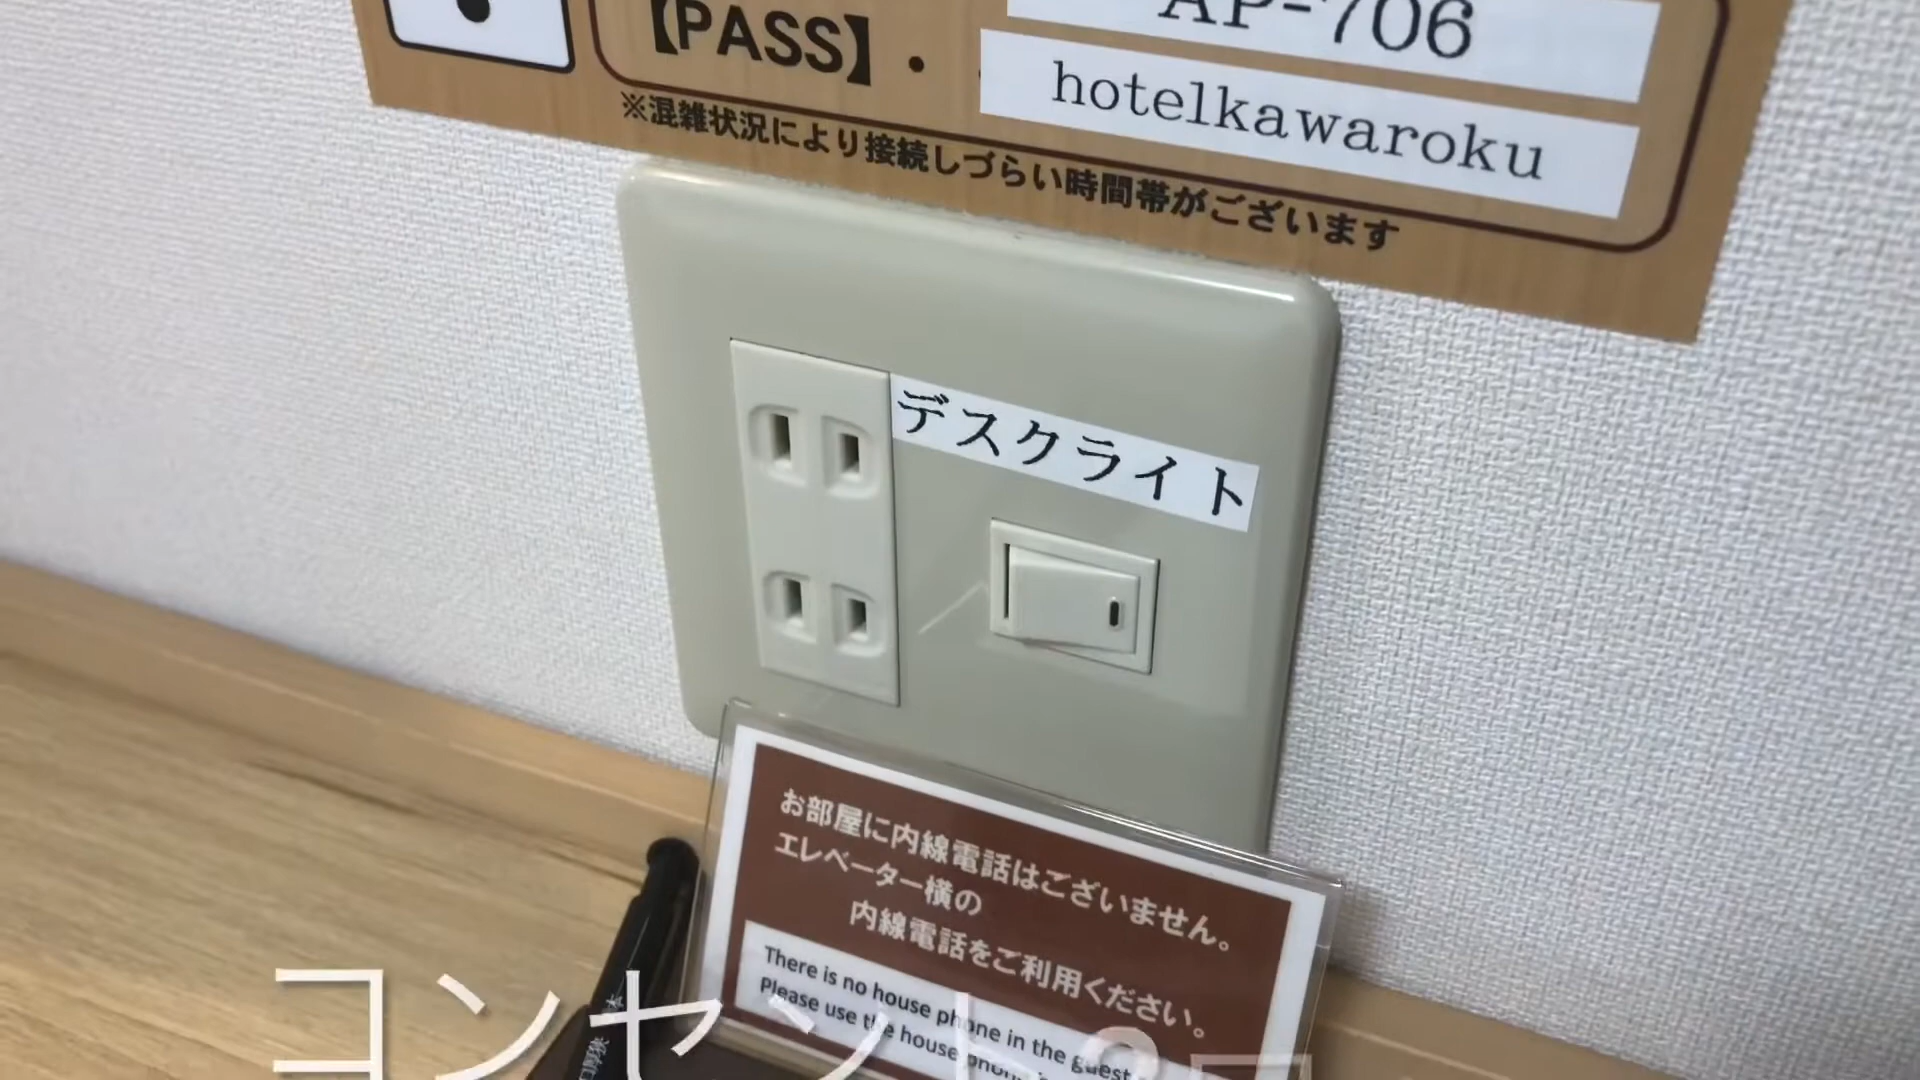 AP-706
【PASS】・
hotelkawaroku
※混雑状況により接続しづらい時間帯がございます
デスクライト
お部屋に内線電話はございません。
エレベーター横の
内線電話をご利用ください。
There is no house phone in the guest
Please use the house phone
コンセント2口